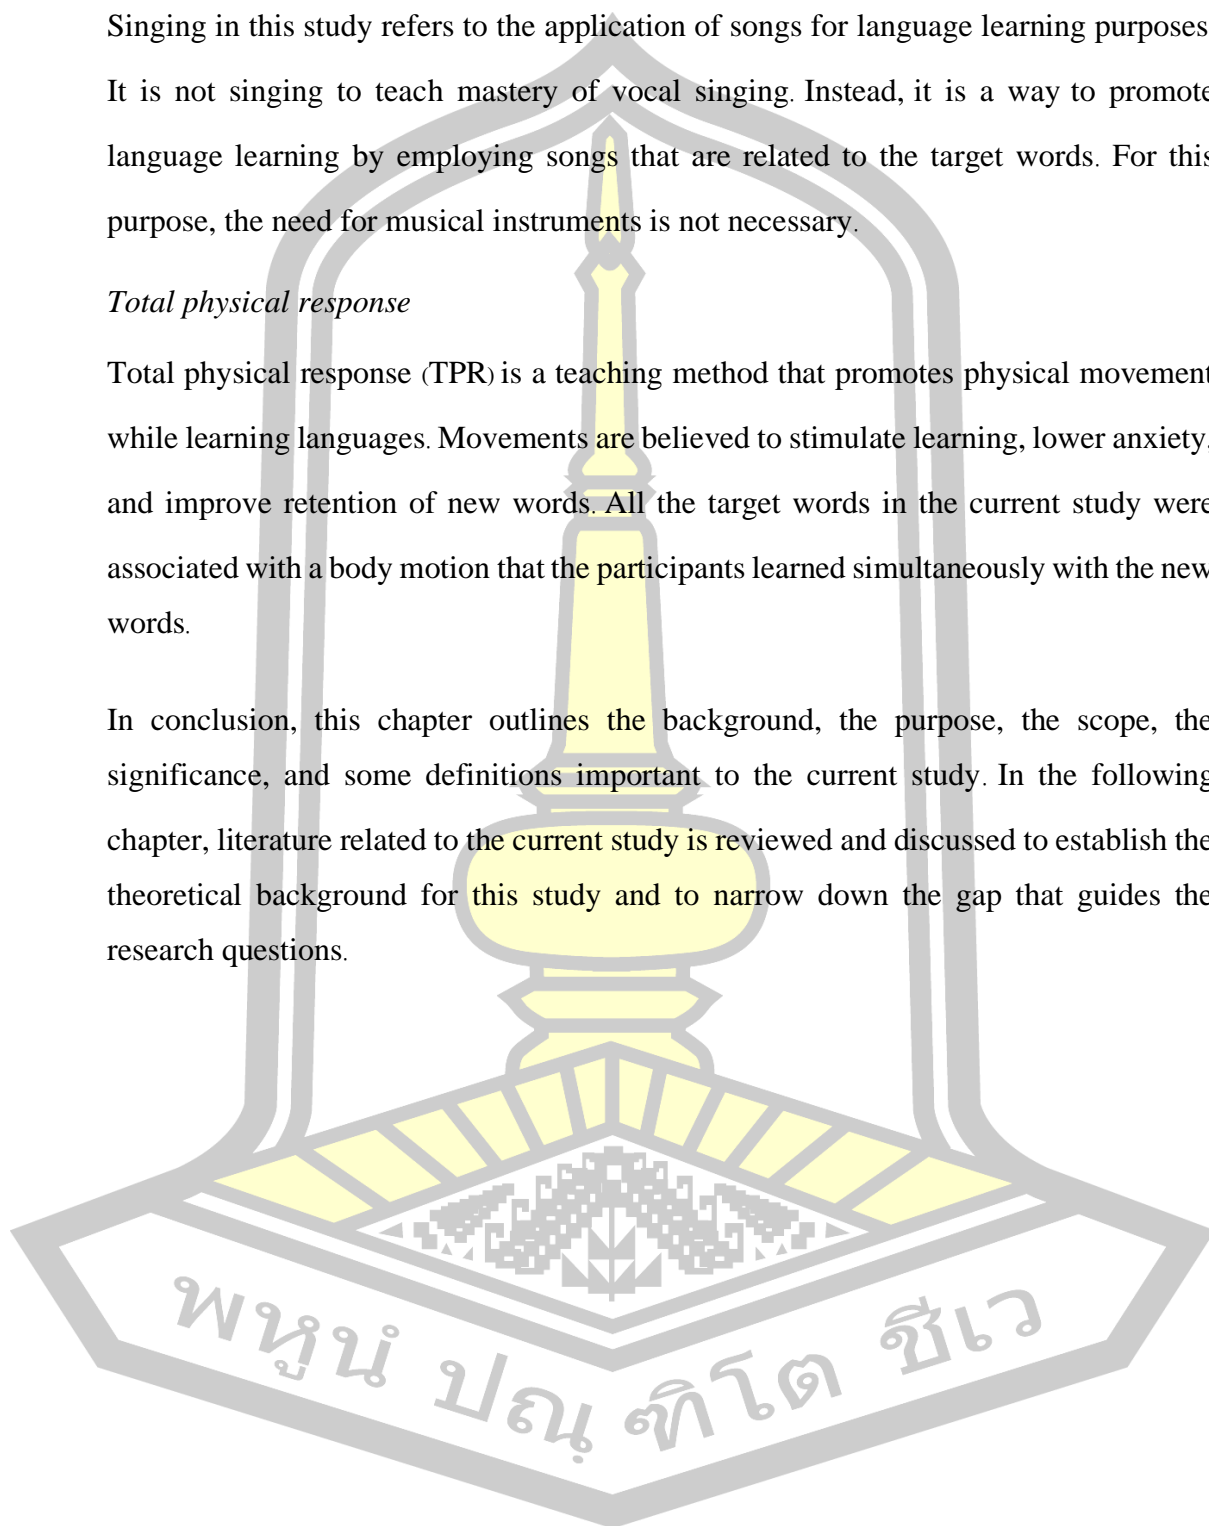 Singing in this study refers to the application of songs for language learning purposes
It is not singing to teach mastery of vocal singing. Instead, it is a way to promote
language learning by employing songs that are related to the target words. For this
purpose, the need for musical instruments is not necessary.
Total physical response
Total physical response (TPR) is a teaching method that promotes physical movement
while learning languages. Movements are believed to stimulate learning, lower anxiety,
and improve retention of new words. All the target words in the current study were
associated with a body motion that the participants learned simultaneously with the new
words.
In conclusion, this chapter outlines the background, the purpose, the scope, the
significance, and some definitions important to the current study. In the following
chapter, literature related to the current study is reviewed and discussed to establish the
theoretical background for this study and to narrow down the gap that guides the
research questions.
พหูนํ ปณฺ ฑิโต ชีเว